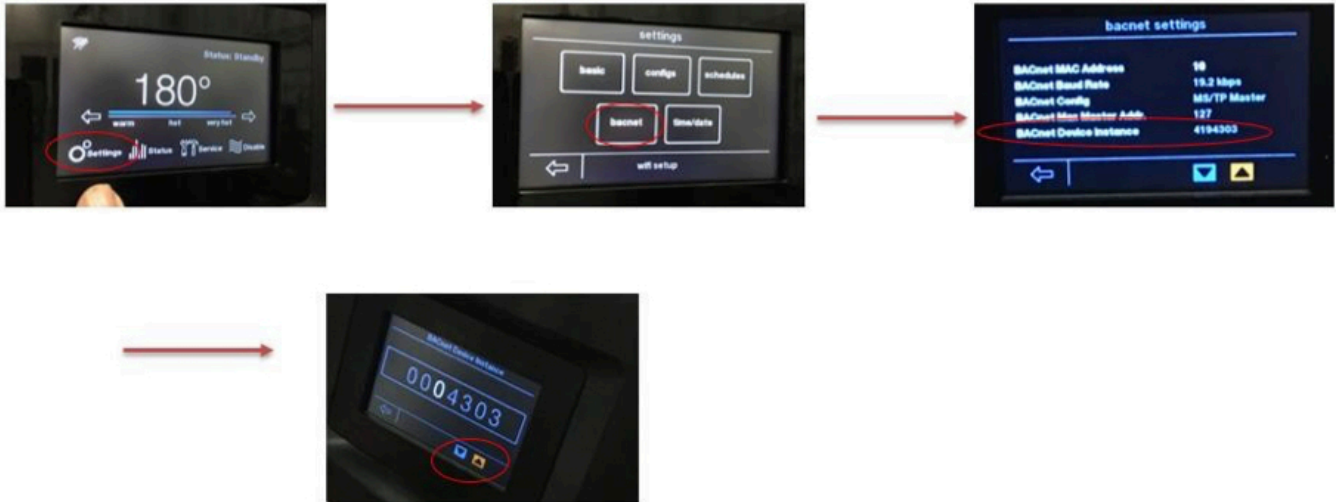 Status: Standby
180°
warm hot very hot
Settings Status Service Disable
settings
basic configs schedules
bacnet time/date
wifi setup
bacnet settings
BACnet MAC Address 16
BACnet Baud Rate 19.2 kbps
BACnet Config MS/TP Master
BACnet Max Master Addr. 127
BACnet Device Instance 4194303
BACnet Device Instance
0004303